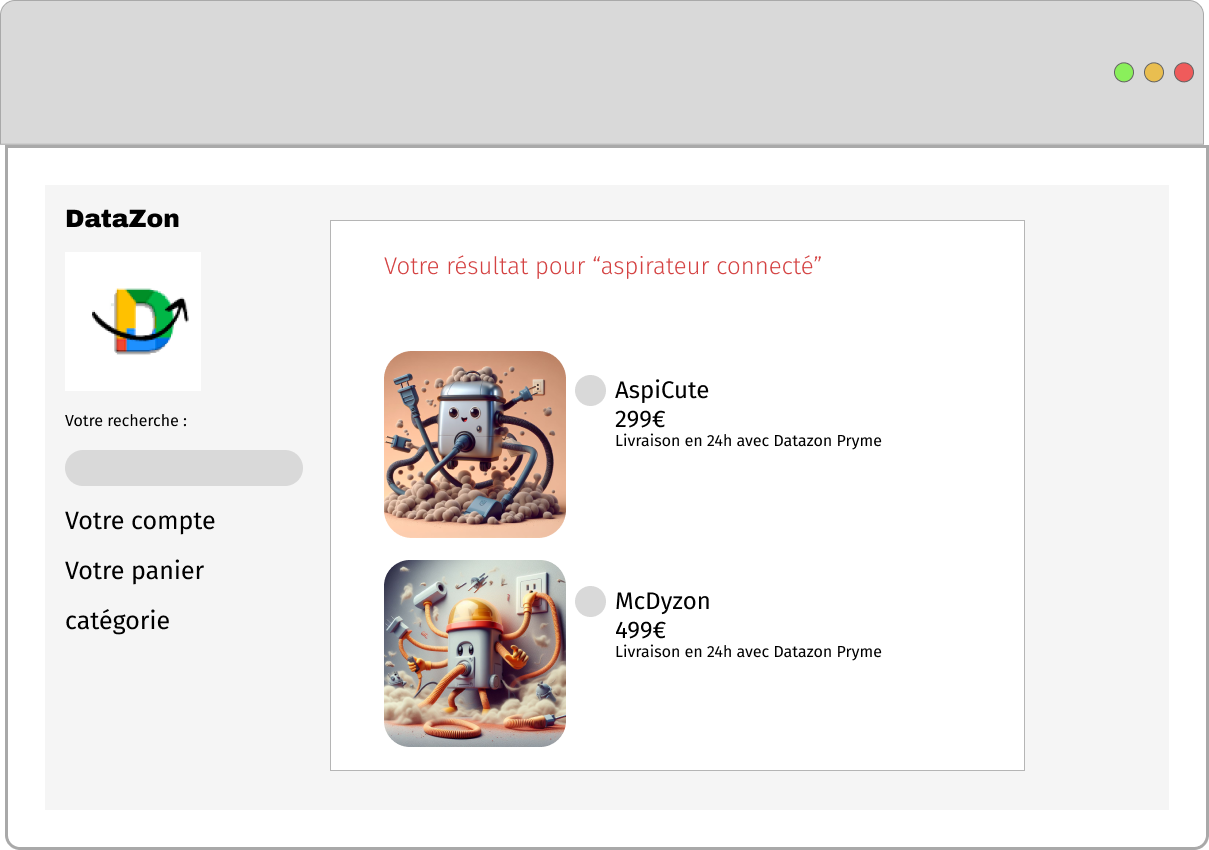 DataZon
D
Votre recherche :
Votre compte
Votre panier
catégorie
Votre résultat pour “aspirateur connecté”
AspiCute
299€
Livraison en 24h avec Datazon Pryme
McDyzon
499€
Livraison en 24h avec Datazon Pryme